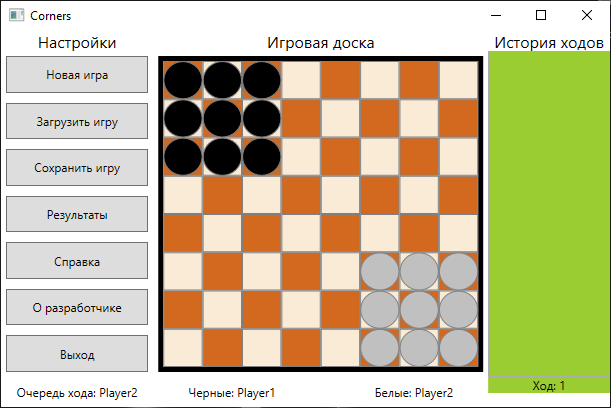 Corners
Настройки
Игровая доска
История ходов
Новая игра
Загрузить игру
Сохранить игру
Результаты
Справка
О разработчике
Выход
Ход: 1
Очередь хода: Player2
Черные: Player1
Белые: Player2